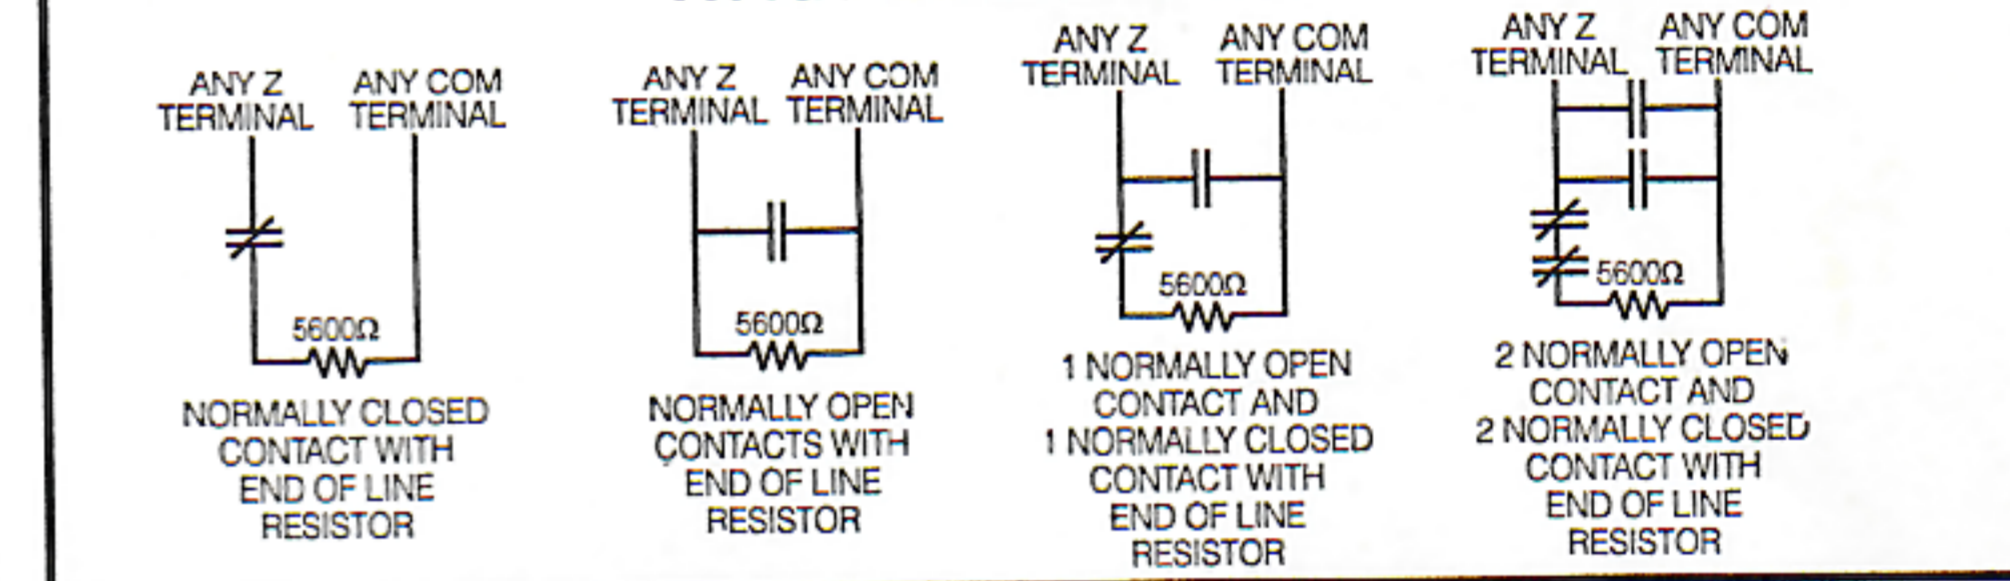 ANY Z
TERMINAL
ANY COM
TERMINAL
5600Ω
NORMALLY CLOSED
CONTACT WITH
END OF LINE
RESISTOR
ANY Z
TERMINAL
ANY COM
TERMINAL
5600Ω
NORMALLY OPEN
CONTACTS WITH
END OF LINE
RESISTOR
ANY Z
TERMINAL
ANY COM
TERMINAL
5600Ω
1 NORMALLY OPEN
CONTACT AND
1 NORMALLY CLOSED
CONTACT WITH
END OF LINE
RESISTOR
ANY Z
TERMINAL
ANY COM
TERMINAL
5600Ω
2 NORMALLY OPEN
CONTACT AND
2 NORMALLY CLOSED
CONTACT WITH
END OF LINE
RESISTOR